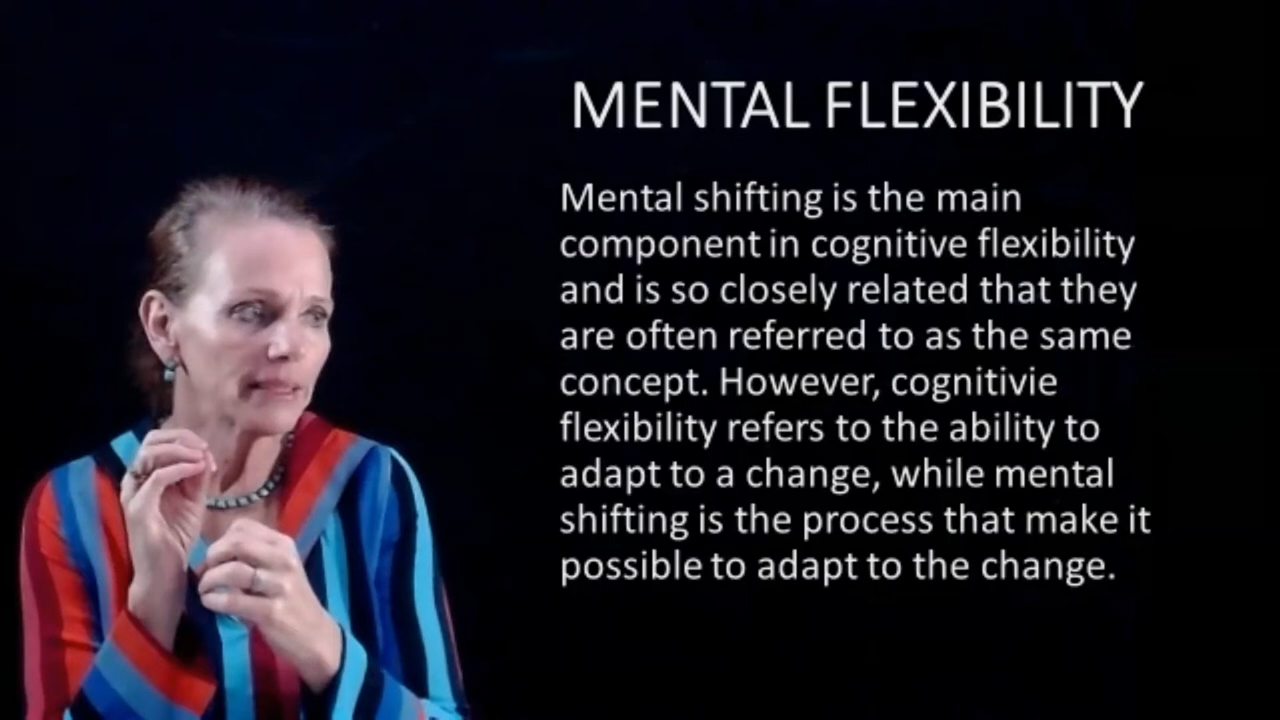 MENTAL FLEXIBILITY
Mental shifting is the main
component in cognitive flexibility
and is so closely related that they
are often referred to as the same
concept. However, cognitivie
flexibility refers to the ability to
adapt to a change, while mental
shifting is the process that make it
possible to adapt to the change.